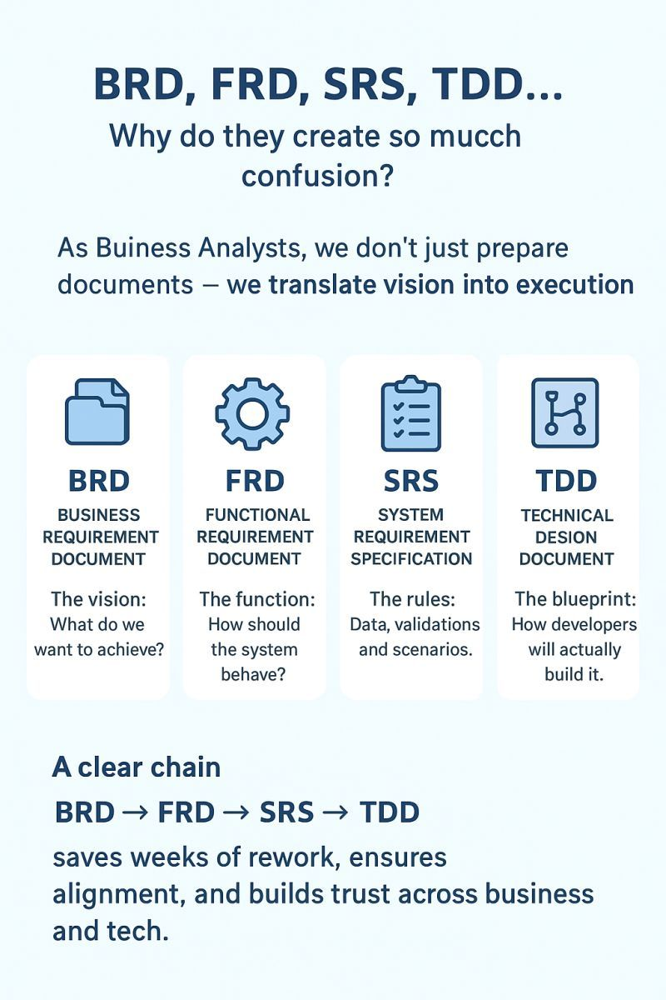 BRD, FRD, SRS, TDD...
Why do they create so mucch
confusion?
As Buiness Analysts, we don't just prepare
documents – we translate vision into execution
BRD
BUSINESS
REQUIREMENT
DOCUMENT
The vision:
What do we
want to achieve?
FRD
FUNCTIONAL
REQUIREMENT
DOCUMENT
The function:
How should
the system
behave?
SRS
SYSTEM
REQUIREMENT
SPECIFICATION
The rules:
Data, validations
and scenarios.
TDD
TECHNICAL
DESIGN
DOCUMENT
The blueprint:
How developers
will actually
build it.
A clear chain
BRD → FRD → SRS → TDD
saves weeks of rework, ensures
alignment, and builds trust across business
and tech.